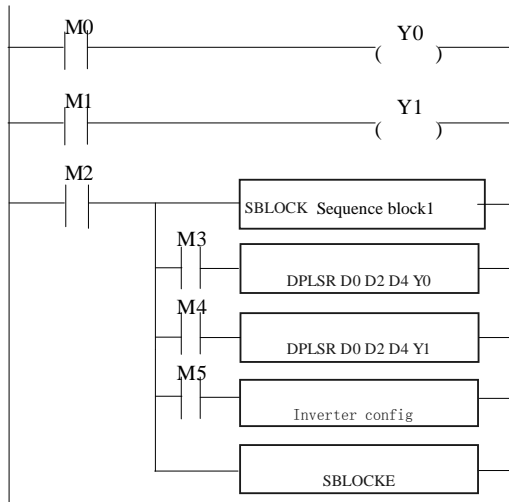 M0 Y0
( )
M1 Y1
( )
M2
SBLOCK Sequence block1
M3
DPLSR D0 D2 D4 Y0
M4
DPLSR D0 D2 D4 Y1
M5
Inverter config
SBLOCKE